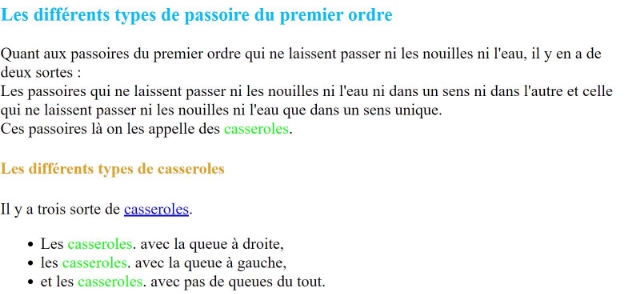 Les différents types de passoire du premier ordre
Quant aux passoires du premier ordre qui ne laissent passer ni les nouilles ni l'eau, il y en a de
deux sortes :
Les passoires qui ne laissent passer ni les nouilles ni l'eau ni dans un sens ni dans l'autre et celle
qui ne laissent passer ni les nouilles ni l'eau que dans un sens unique.
Ces passoires là on les appelle des casseroles.
Les différents types de casseroles
Il y a trois sorte de casseroles.
• Les casseroles. avec la queue à droite,
• les casseroles. avec la queue à gauche,
• et les casseroles. avec pas de queues du tout.